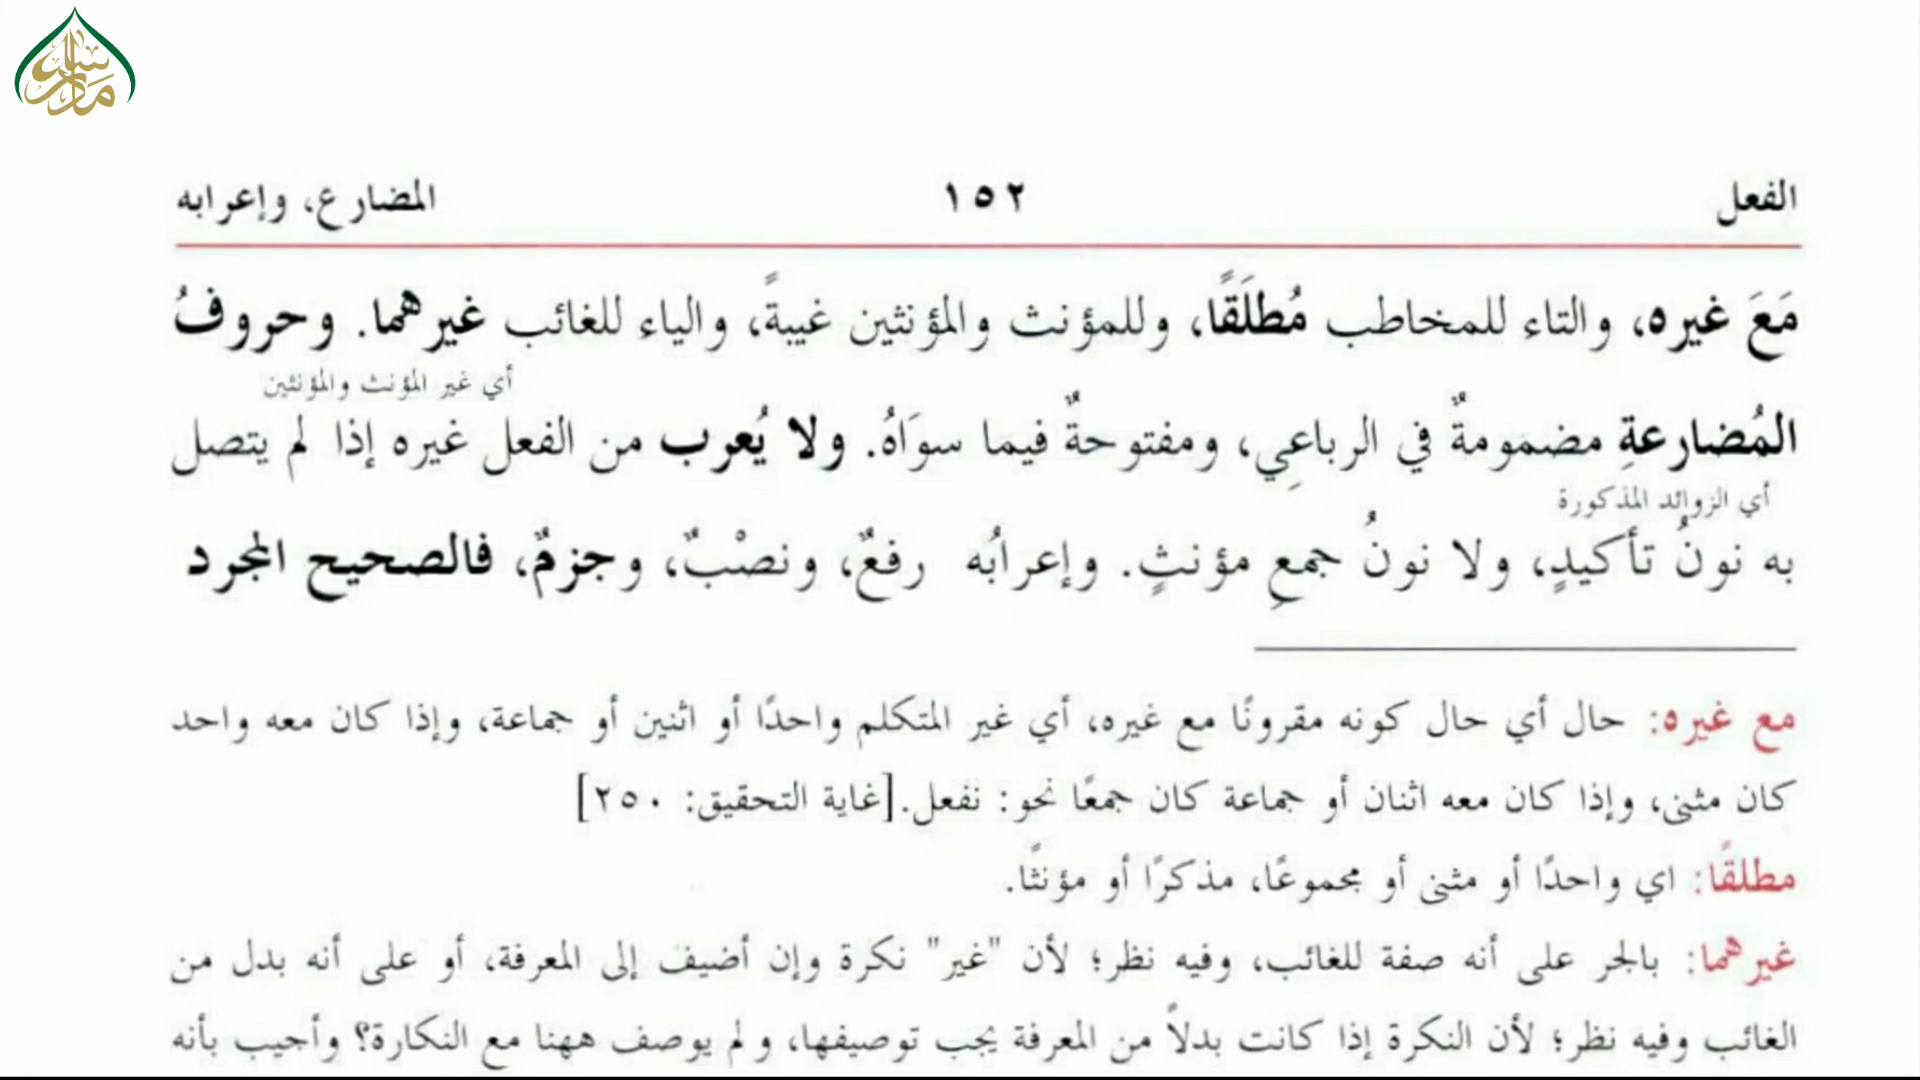 مدرسة
الفعل ١٥٢ المضارع، وإعرابه
مَعَ غيره، والتاء للمخاطب مُطلَقًا، وللمؤنث والمؤنثين غيبةً، والياء للغائب غيرهما. وحروفُ
أي غير المؤنث والمؤنثين
المُضارعةِ مضمومةٌ في الرباعِي، ومفتوحةٌ فيما سوَاهُ. ولا يُعرب من الفعل غيره إذا لم يتصل
أي الزوائد المذكورة
به نونُ تأكيدٍ، ولا نونُ جمعِ مؤنثٍ. وإعرابُه رفعٌ، ونصْبٌ، وجزمٌ، فالصحيح المجرد
مع غيره: حال أي حال كونه مقرونًا مع غيره، أي غير المتكلم واحدًا أو اثنين أو جماعة، وإذا كان معه واحد
كان مثنى، وإذا كان معه اثنان أو جماعة كان جمعًا نحو: نفعل.[غاية التحقيق: ٢٥٠]
مطلقًا: اي واحدًا أو مثنى أو مجموعًا، مذكرًا أو مؤنثًا.
غيرهما: بالجر على أنه صفة للغائب، وفيه نظر؛ لأن "غير" نكرة وإن أضيف إلى المعرفة، أو على أنه بدل من
الغائب وفيه نظر؛ لأن النكرة إذا كانت بدلاً من المعرفة يجب توصيفها، ولم يوصف ههنا مع النكارة؟ وأجيب بأنه